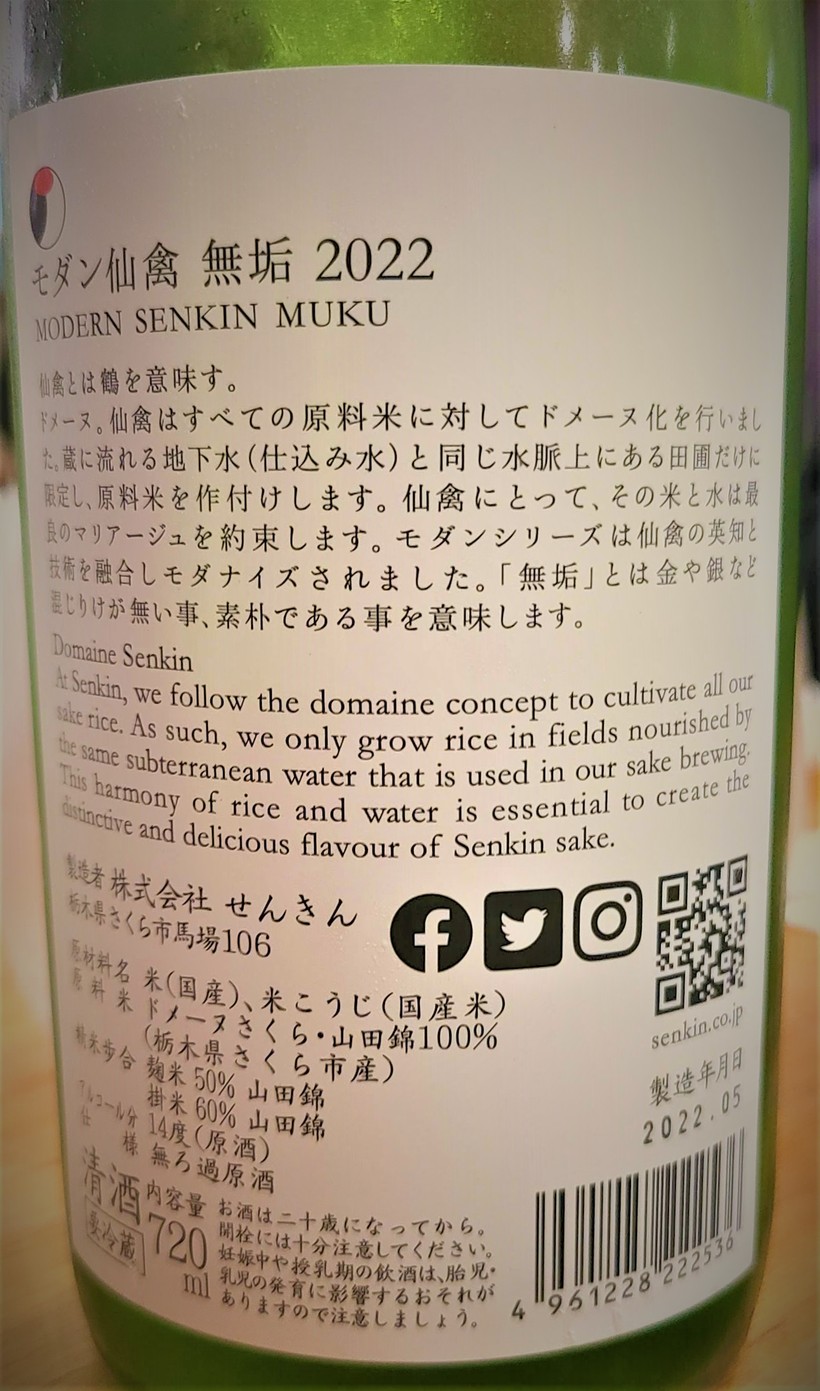 モダン仙禽 無垢 2022
MODERN SENKIN MUKU
仙禽とは鶴を意味す。
ドメーヌ。仙禽はすべての原料米に対してドメーヌ化を行いまし
た。蔵に流れる地下水(仕込み水)と同じ水脈上にある田圃だけに
限定し、原料米を作付けします。仙禽にとって、その米と水は最
良のマリアージュを約束します。モダンシリーズは仙禽の英知と
技術を融合しモダナイズされました。「無垢」とは金や銀など
混じりけが無い事、素朴である事を意味します。
Domaine Senkin
At Senkin, we follow the domaine concept to cultivate all our
sake rice. As such, we only grow rice in fields nourished by
the same subterranean water that is used in our sake brewing.
This harmony of rice and water is essential to create the
distinctive and delicious flavour of Senkin sake.
製造者 株式会社 せんきん
栃木県さくら市馬場106
原材料名 米(国産)、米こうじ(国産米)
原料米 ドメーヌさくら・山田錦100%
(栃木県さくら市産)
精米歩合 麹米 50% 山田錦
掛米 60% 山田錦
アルコール分 14度(原酒)
仕様 無ろ過原酒
senkin.co.jp
製造年月日
2022.05
清酒 内容量
720
ml
要冷蔵
お酒は二十歳になってから。
開栓には十分注意してください。
妊娠中や授乳期の飲酒は、胎児・
乳児の発育に影響するおそれが
ありますので注意しましょう。
4 961228 222536